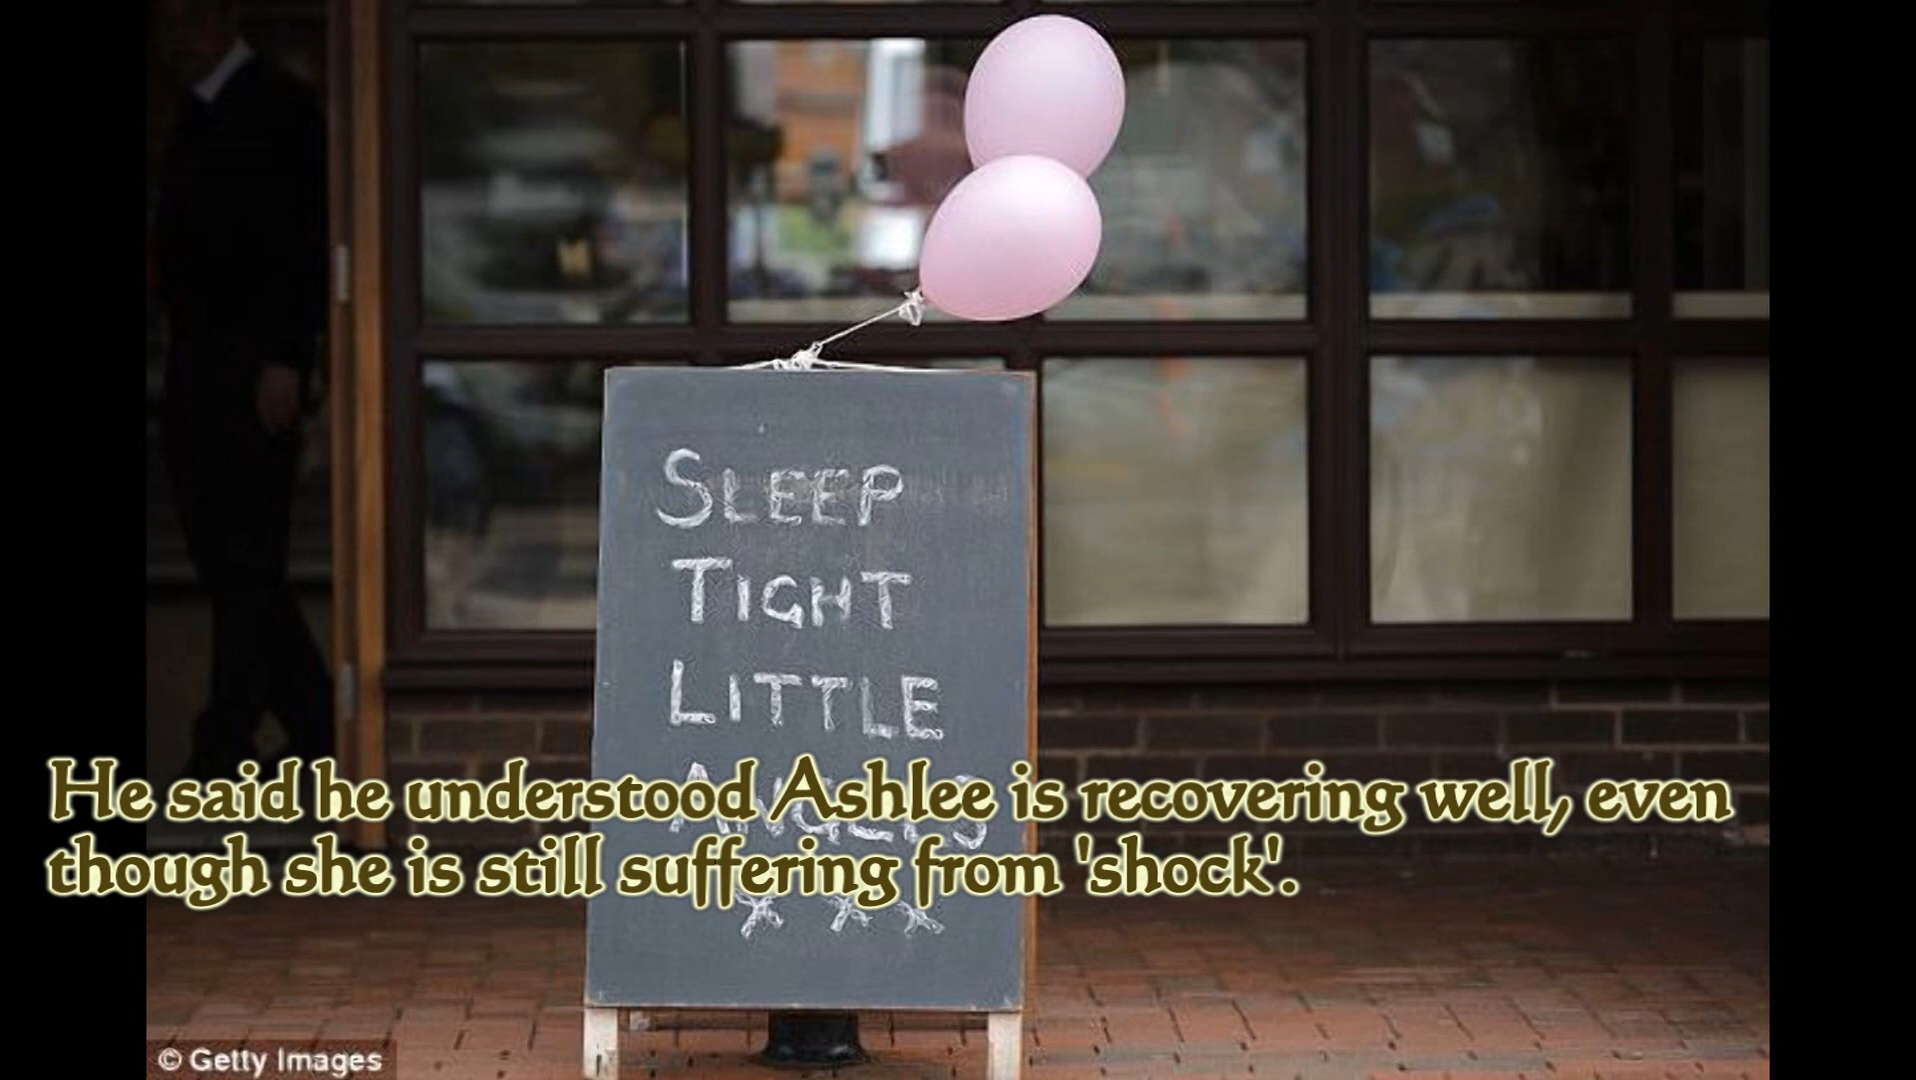 SLEEP
TIGHT
LITTLE
ANGELS
x x x
He said he understood Ashlee is recovering well, even
though she is still suffering from 'shock'.
© Getty Images